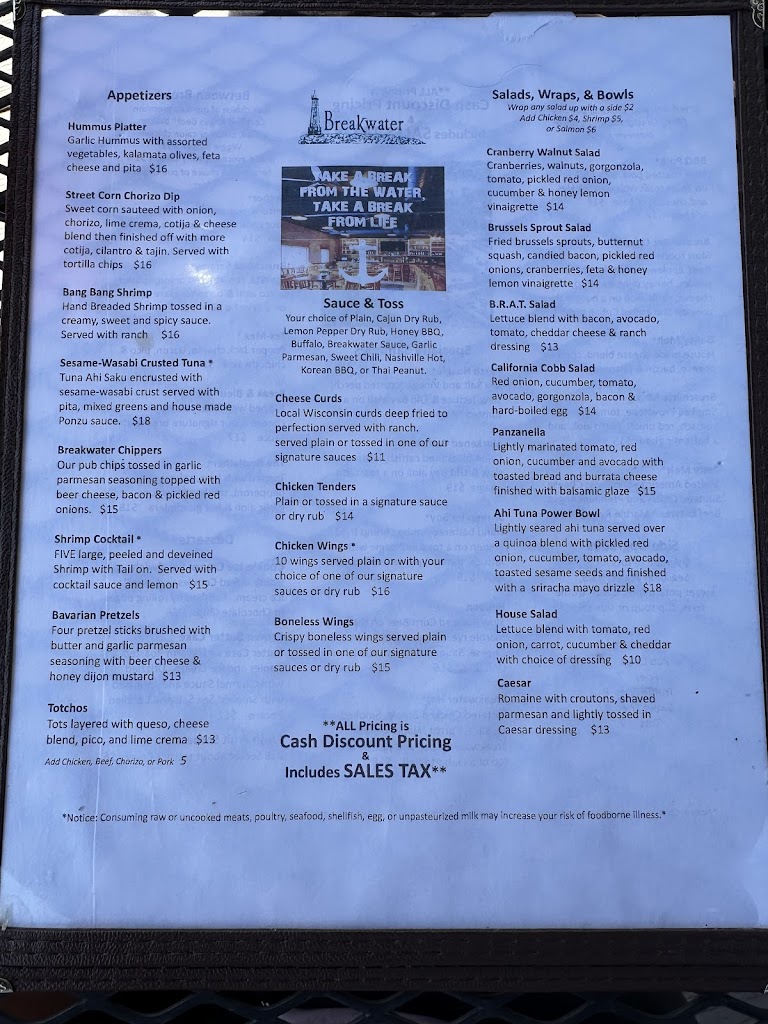 Appetizers
Hummus Platter
Garlic Hummus with assorted
vegetables, kalamata olives, feta
cheese and pita $16
Street Corn Chorizo Dip
Sweet corn sauteed with onion,
chorizo, lime crema, cotija & cheese
blend then finished off with more
cotija, cilantro & tajin. Served with
tortilla chips $16
Bang Bang Shrimp
Hand Breaded Shrimp tossed in a
creamy, sweet and spicy sauce.
Served with ranch $16
Sesame-Wasabi Crusted Tuna *
Tuna Ahi Saku encrusted with
sesame-wasabi crust served with
pita, mixed greens and house made
Ponzu sauce. $18
Breakwater Chippers
Our pub chips tossed in garlic
parmesan seasoning topped with
beer cheese, bacon & pickled red
onions. $15
Shrimp Cocktail *
FIVE large, peeled and deveined
Shrimp with Tail on. Served with
cocktail sauce and lemon $15
Bavarian Pretzels
Four pretzel sticks brushed with
butter and garlic parmesan
seasoning with beer cheese &
honey dijon mustard $13
Totchos
Tots layered with queso, cheese
blend, pico, and lime crema $13
Add Chicken, Beef, Chorizo, or Pork 5
Breakwater
TAKE A BREAK
FROM THE WATER,
TAKE A BREAK
FROM LIFE
Sauce & Toss
Your choice of Plain, Cajun Dry Rub,
Lemon Pepper Dry Rub, Honey BBQ,
Buffalo, Breakwater Sauce, Garlic
Parmesan, Sweet Chili, Nashville Hot,
Korean BBQ, or Thai Peanut.
Cheese Curds
Local Wisconsin curds deep fried to
perfection served with ranch.
served plain or tossed in one of our
signature sauces $11
Chicken Tenders
Plain or tossed in a signature sauce
or dry rub $14
Chicken Wings *
10 wings served plain or with your
choice of one of our signature
sauces or dry rub $16
Boneless Wings
Crispy boneless wings served plain
or tossed in one of our signature
sauces or dry rub $15
**ALL Pricing is
Cash Discount Pricing
&
Includes SALES TAX**
Salads, Wraps, & Bowls
Wrap any salad up with a side $2
Add Chicken $4, Shrimp $5,
or Salmon $6
Cranberry Walnut Salad
Cranberries, walnuts, gorgonzola,
tomato, pickled red onion,
cucumber & honey lemon
vinaigrette $14
Brussels Sprout Salad
Fried brussels sprouts, butternut
squash, candied bacon, pickled red
onions, cranberries, feta & honey
lemon vinaigrette $14
B.R.A.T. Salad
Lettuce blend with bacon, avocado,
tomato, cheddar cheese & ranch
dressing $13
California Cobb Salad
Red onion, cucumber, tomato,
avocado, gorgonzola, bacon &
hard-boiled egg $14
Panzanella
Lightly marinated tomato, red
onion, cucumber and avocado with
toasted bread and burrata cheese
finished with balsamic glaze $15
Ahi Tuna Power Bowl
Lightly seared ahi tuna served over
a quinoa blend with pickled red
onion, cucumber, tomato, avocado,
toasted sesame seeds and finished
with a sriracha mayo drizzle $18
House Salad
Lettuce blend with tomato, red
onion, carrot, cucumber & cheddar
with choice of dressing $10
Caesar
Romaine with croutons, shaved
parmesan and lightly tossed in
Caesar dressing $13
*Notice: Consuming raw or uncooked meats, poultry, seafood, shellfish, egg, or unpasteurized milk may increase your risk of foodborne illness.*